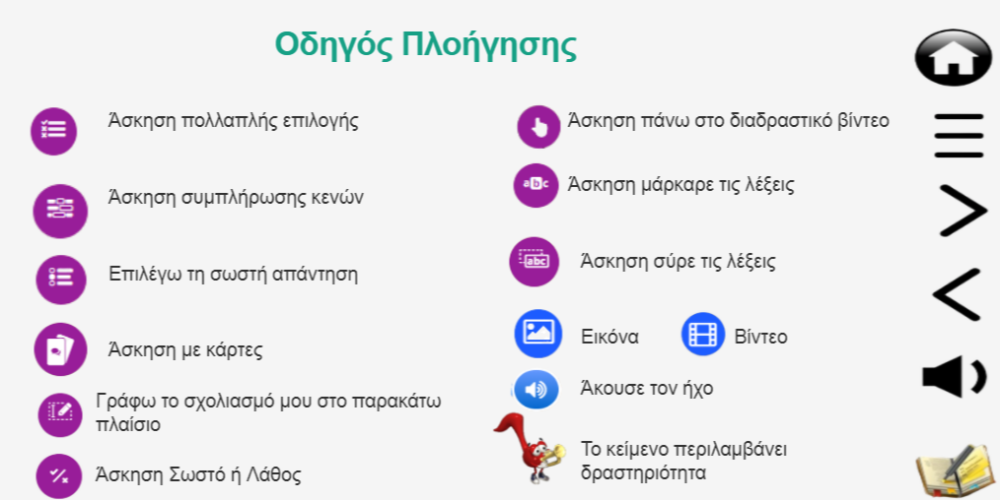 Οδηγός Πλοήγησης
Άσκηση πολλαπλής επιλογής
Άσκηση συμπλήρωσης κενών
Επιλέγω τη σωστή απάντηση
Άσκηση με κάρτες
Γράφω το σχολιασμό μου στο παρακάτω
πλαίσιο
Άσκηση Σωστό ή Λάθος
Άσκηση πάνω στο διαδραστικό βίντεο
abc
Άσκηση μάρκαρε τις λέξεις
abc
Άσκηση σύρε τις λέξεις
Εικόνα
Βίντεο
Άκουσε τον ήχο
Το κείμενο περιλαμβάνει
δραστηριότητα